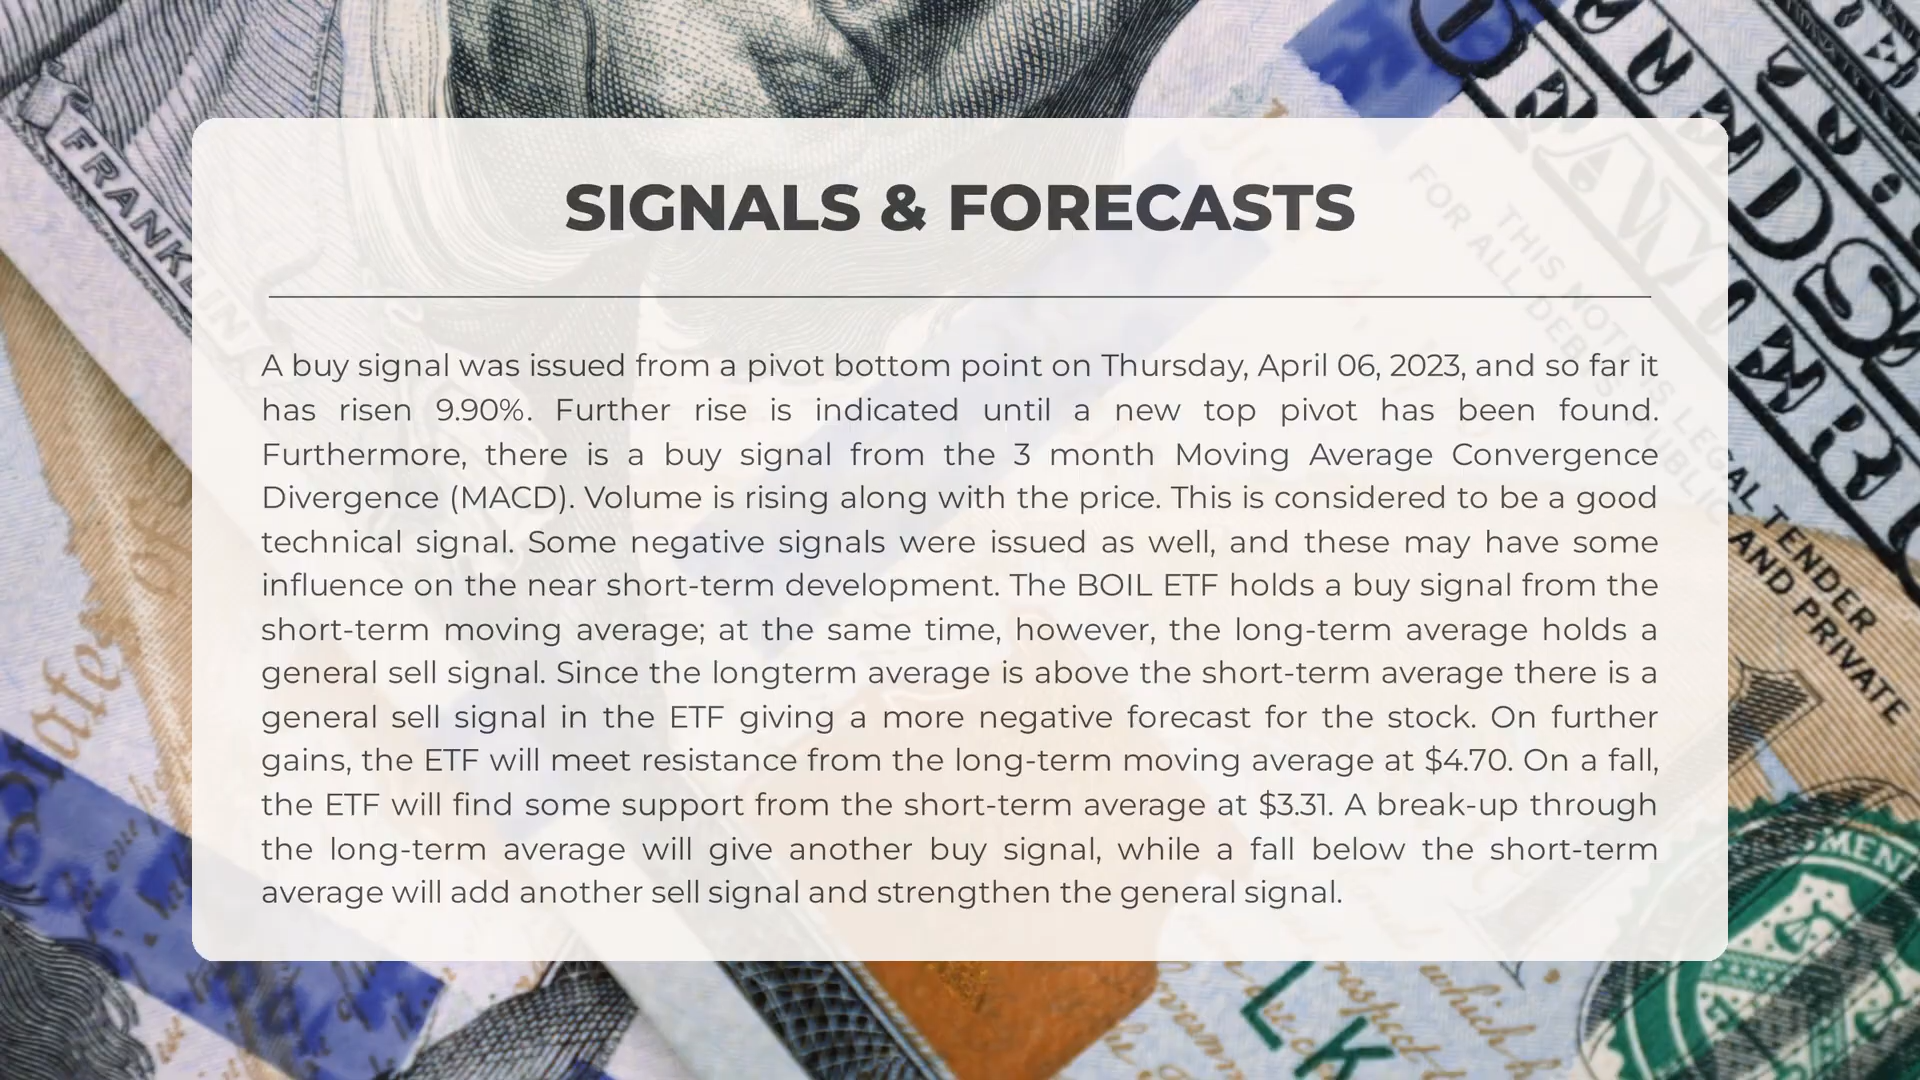 FRANKLIN
SIGNALS & FORECASTS
A buy signal was issued from a pivot bottom point on Thursday, April 06, 2023, and so far it
has risen 9.90%. Further rise is indicated until a new top pivot has been found.
Furthermore, there is a buy signal from the 3 month Moving Average Convergence
Divergence (MACD). Volume is rising along with the price. This is considered to be a good
technical signal. Some negative signals were issued as well, and these may have some
influence on the near short-term development. The BOIL ETF holds a buy signal from the
short-term moving average; at the same time, however, the long-term average holds a
general sell signal. Since the longterm average is above the short-term average there is a
general sell signal in the ETF giving a more negative forecast for the stock. On further
gains, the ETF will meet resistance from the long-term moving average at $4.70. On a fall,
the ETF will find some support from the short-term average at $3.31. A break-up through
the long-term average will give another buy signal, while a fall below the short-term
average will add another sell signal and strengthen the general signal.
THIS NOTE IS LEGAL TENDER
FOR ALL DEBTS PUBLIC AND PRIVATE